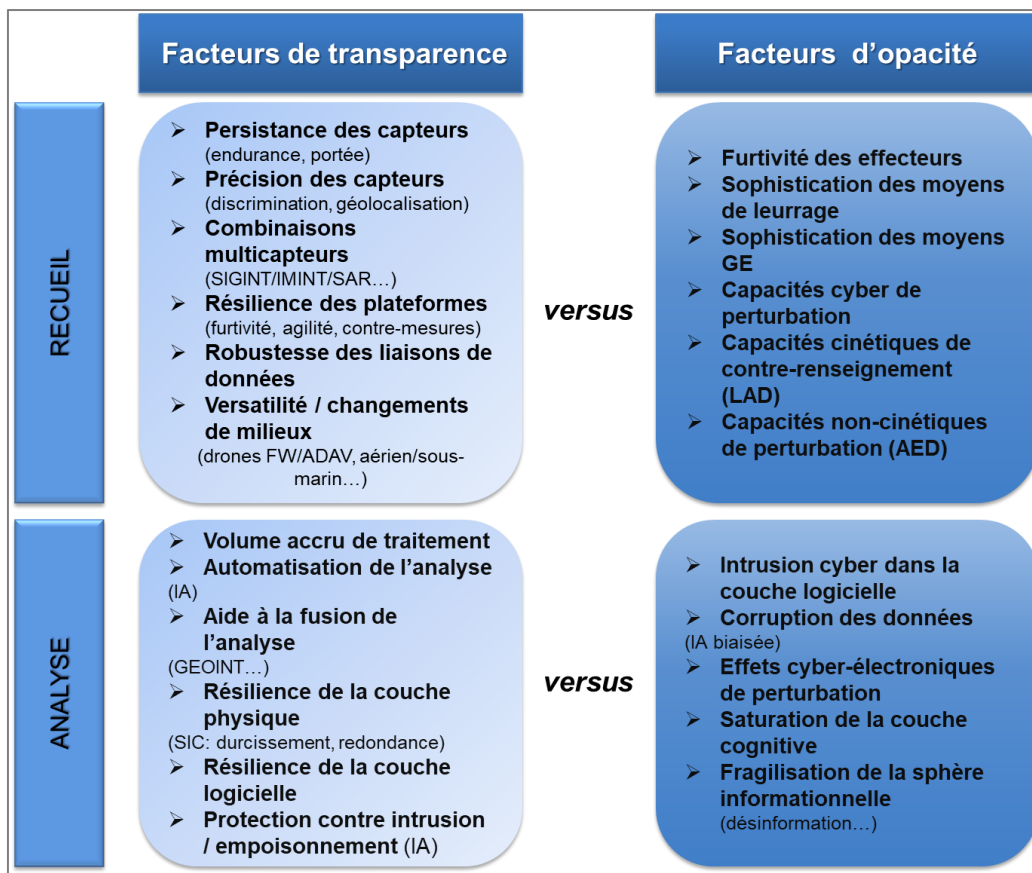 Facteurs de transparence
Facteurs d’opacité
RECUEIL
➢ Persistance des capteurs
(endurance, portée)
➢ Précision des capteurs
(discrimination, géolocalisation)
➢ Combinaisons
multicapteurs
(SIGINT/IMINT/SAR…)
➢ Résilience des plateformes
(furtivité, agilité, contre-mesures)
➢ Robustesse des liaisons de
données
➢ Versatilité / changements
de milieux
(drones FW/ADAV, aérien/sous-
marin…)
versus
➢ Furtivité des effecteurs
➢ Sophistication des moyens
de leurrage
➢ Sophistication des moyens
GE
➢ Capacités cyber de
perturbation
➢ Capacités cinétiques de
contre-renseignement
(LAD)
➢ Capacités non-cinétiques
de perturbation (AED)
ANALYSE
➢ Volume accru de traitement
➢ Automatisation de l’analyse
(IA)
➢ Aide à la fusion de
l’analyse
(GEOINT…)
➢ Résilience de la couche
physique
(SIC: durcissement, redondance)
➢ Résilience de la couche
logicielle
➢ Protection contre intrusion
/ empoisonnement (IA)
versus
➢ Intrusion cyber dans la
couche logicielle
➢ Corruption des données
(IA biaisée)
➢ Effets cyber-électroniques
de perturbation
➢ Saturation de la couche
cognitive
➢ Fragilisation de la sphère
informationnelle
(désinformation…)